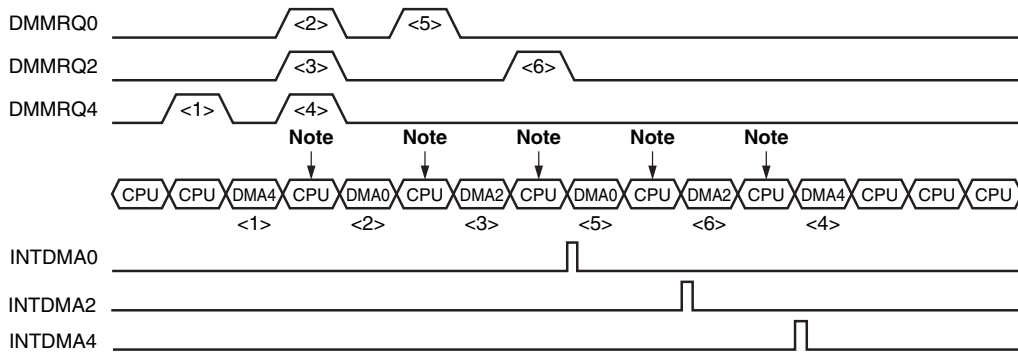 DMMRQ0 <2> <5>
DMMRQ2 <3> <6>
DMMRQ4 <1> <4>
Note Note Note Note Note
CPU CPU DMA4 CPU DMA0 CPU DMA2 CPU DMA0 CPU DMA2 CPU DMA4 CPU CPU CPU
<1> <2> <3> <5> <6> <4>
INTDMA0
INTDMA2
INTDMA4